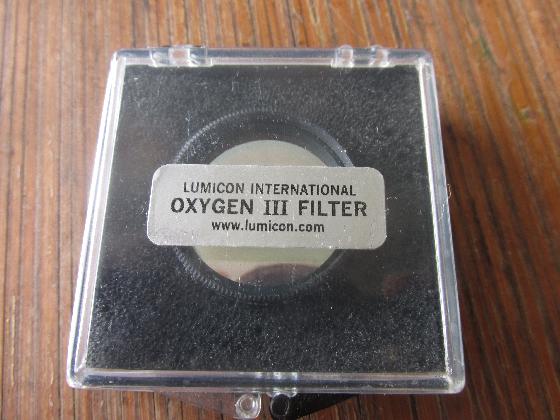 LUMICON INTERNATIONAL
OXYGEN III FILTER
www.lumicon.com